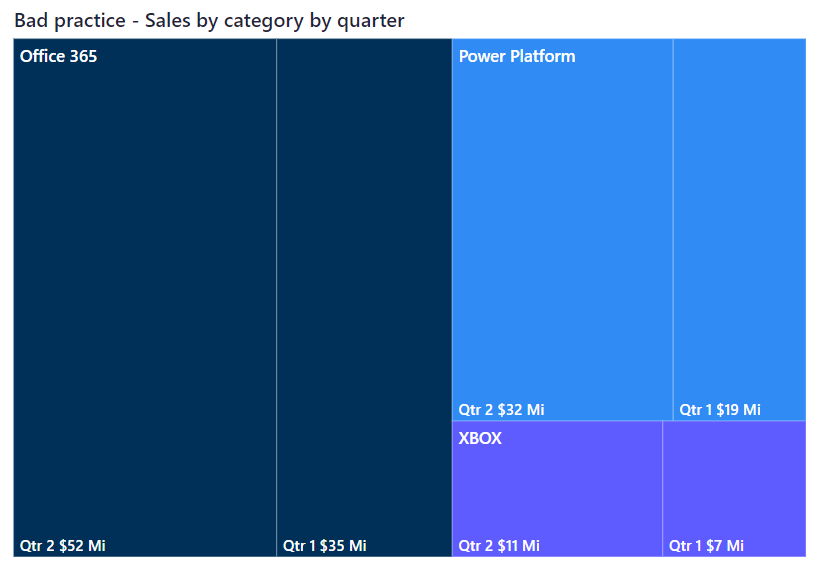 Bad practice - Sales by category by quarter
Office 365
Qtr 2 $52 Mi
Qtr 1 $35 Mi
Power Platform
Qtr 2 $32 Mi
Qtr 1 $19 Mi
XBOX
Qtr 2 $11 Mi
Qtr 1 $7 Mi